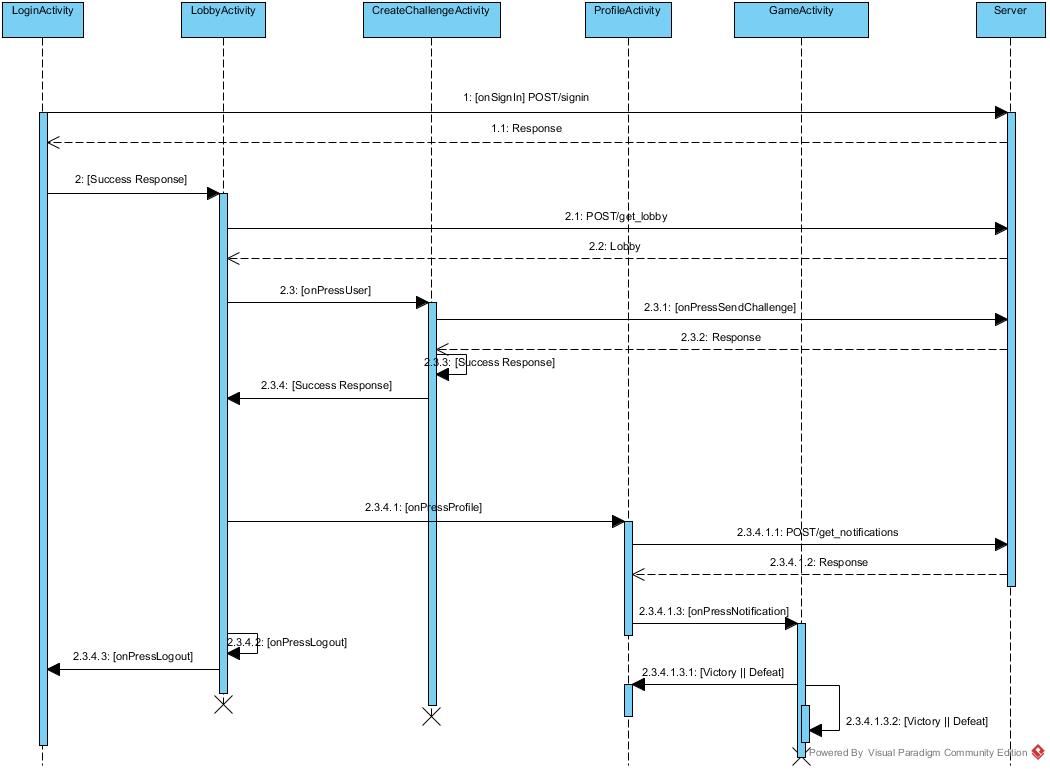 LoginActivity
LobbyActivity
CreateChallengeActivity
ProfileActivity
GameActivity
Server
1: [onSignIn] POST/signin
1.1: Response
2: [Success Response]
2.1: POST/get_lobby
2.2: Lobby
2.3: [onPressUser]
2.3.1: [onPressSendChallenge]
2.3.2: Response
2.3.3: [Success Response]
2.3.4: [Success Response]
2.3.4.1: [onPressProfile]
2.3.4.1.1: POST/get_notifications
2.3.4.1.2: Response
2.3.4.1.3: [onPressNotification]
2.3.4.2: [onPressLogout]
2.3.4.3: [onPressLogout]
2.3.4.1.3.1: [Victory || Defeat]
2.3.4.1.3.2: [Victory || Defeat]
Powered By Visual Paradigm Community Edition